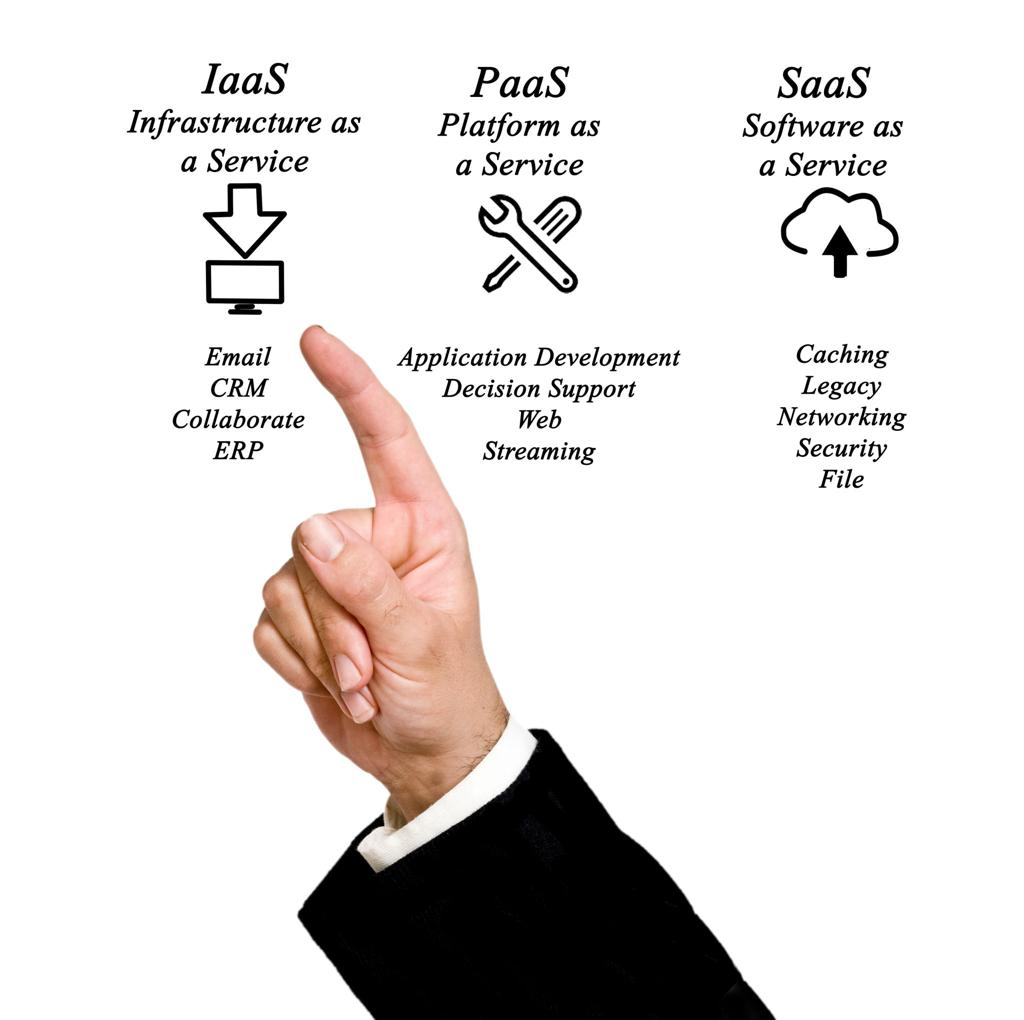 IaaS
Infrastructure as
a Service
Email
CRM
Collaborate
ERP
PaaS
Platform as
a Service
Application Development
Decision Support
Web
Streaming
SaaS
Software as
a Service
Caching
Legacy
Networking
Security
File